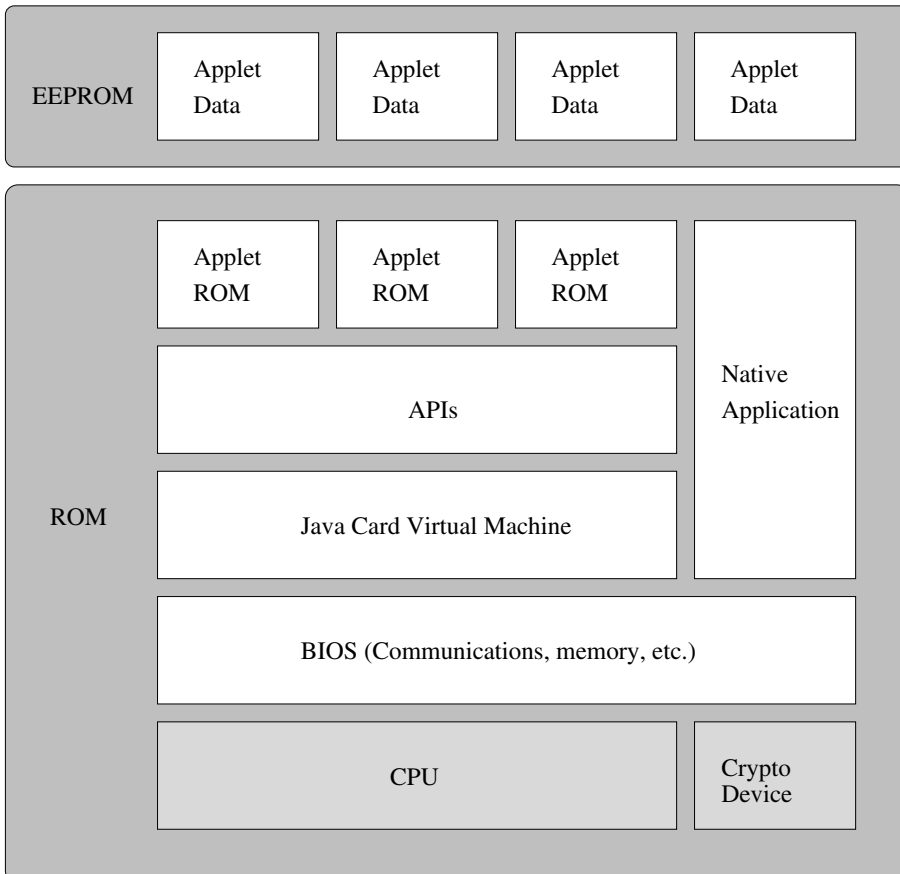 EEPROM
Applet
Data
Applet
Data
Applet
Data
Applet
Data
ROM
Applet
ROM
Applet
ROM
Applet
ROM
Native
Application
APIs
Java Card Virtual Machine
BIOS (Communications, memory, etc.)
CPU
Crypto
Device